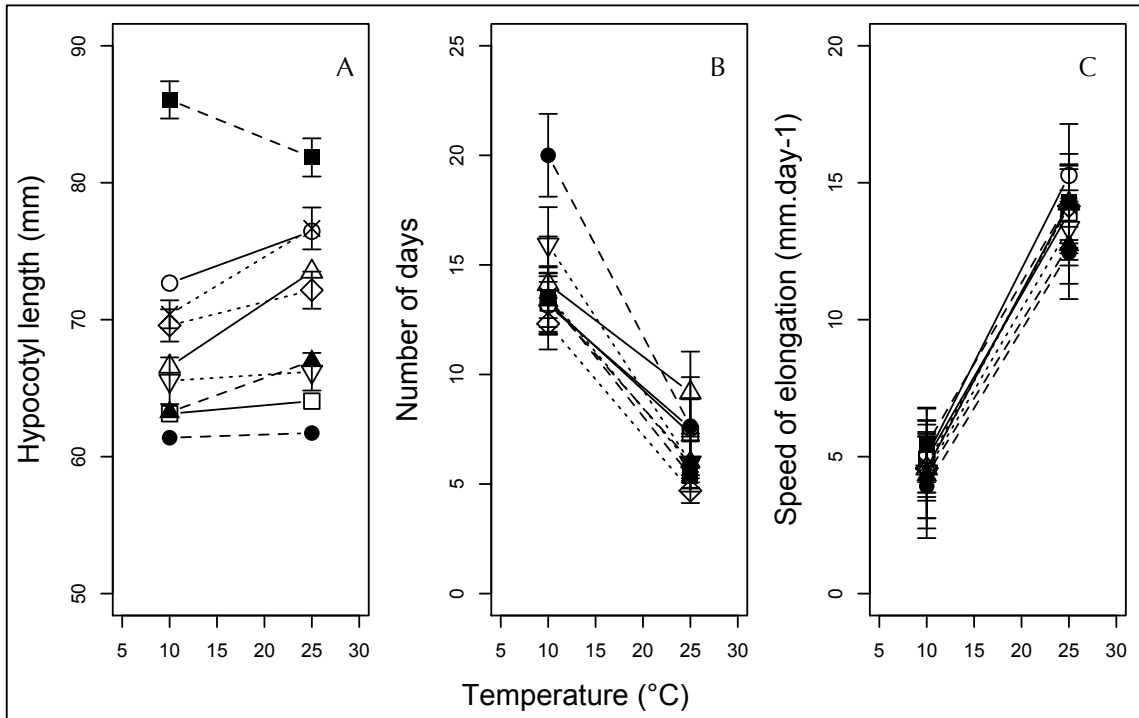 A
Hypocotyl length (mm)
90
80
70
60
50
5 10 15 20 25 30
B
Number of days
25
20
15
10
5
0
5 10 15 20 25 30
C
Speed of elongation (mm.day-1)
20
15
10
5
0
5 10 15 20 25 30
Temperature (°C)